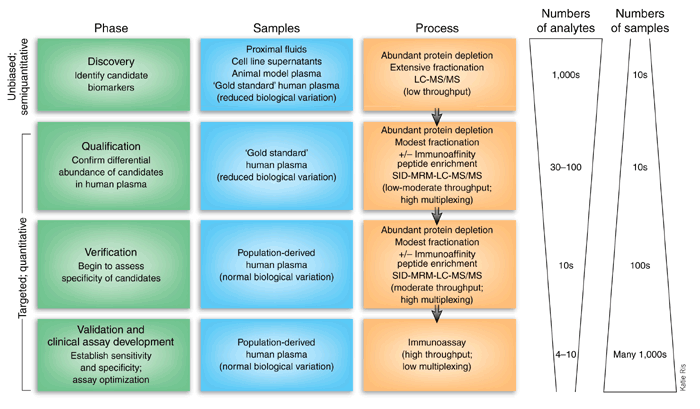 Phase
Samples
Process
Numbers
of analytes
Numbers
of samples
Unbiased;
semiquantitative
Discovery
Identify candidate
biomarkers
Proximal fluids
Cell line supernatants
Animal model plasma
‘Gold standard’ human plasma
(reduced biological variation)
Abundant protein depletion
Extensive fractionation
LC-MS/MS
(low throughput)
1,000s
10s
Targeted; quantitative
Qualification
Confirm differential
abundance of candidates
in human plasma
‘Gold standard’
human plasma
(reduced biological variation)
Abundant protein depletion
Modest fractionation
+/– Immunoaffinity
peptide enrichment
SID-MRM-LC-MS/MS
(low-moderate throughput;
high multiplexing)
30–100
10s
Verification
Begin to assess
specificity of candidates
Population-derived
human plasma
(normal biological variation)
Abundant protein depletion
Modest fractionation
+/– Immunoaffinity
peptide enrichment
SID-MRM-LC-MS/MS
(moderate throughput;
high multiplexing)
10s
100s
Validation and
clinical assay development
Establish sensitivity
and specificity;
assay optimization
Population-derived
human plasma
(normal biological variation)
Immunoassay
(high throughput;
low multiplexing)
4–10
Many 1,000s
Katie Ris